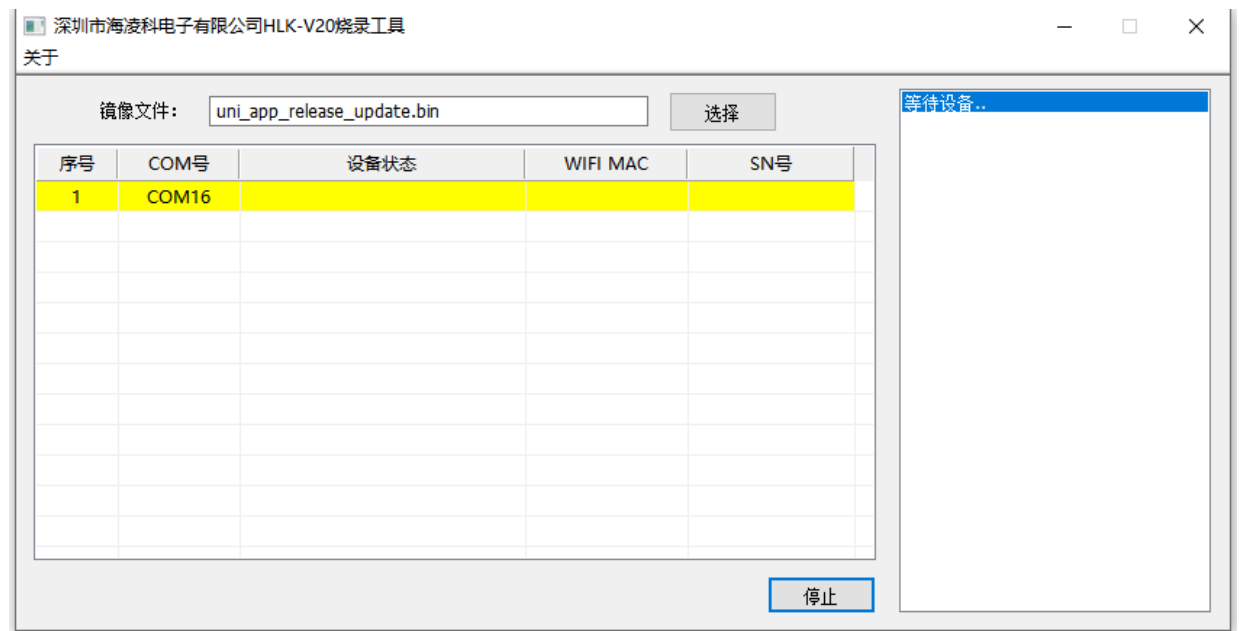 深圳市海凌科电子有限公司HLK-V20烧录工具
关于
镜像文件： uni_app_release_update.bin 选择
等待设备..
序号 COM号 设备状态 WIFI MAC SN号
1 COM16
停止